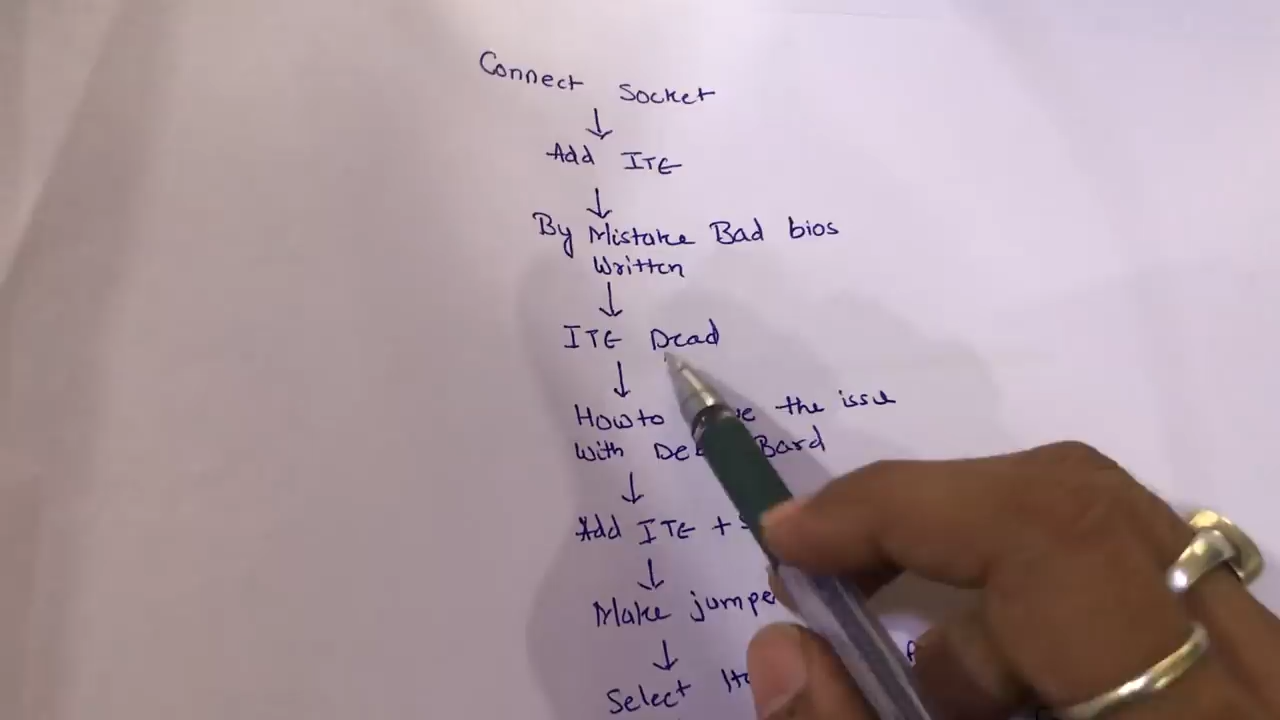 Connect Socket
Add ITE
By Mistake Bad bios
Written
ITE Dead
How to the issue
With Bard
Add ITE +
Make
Select